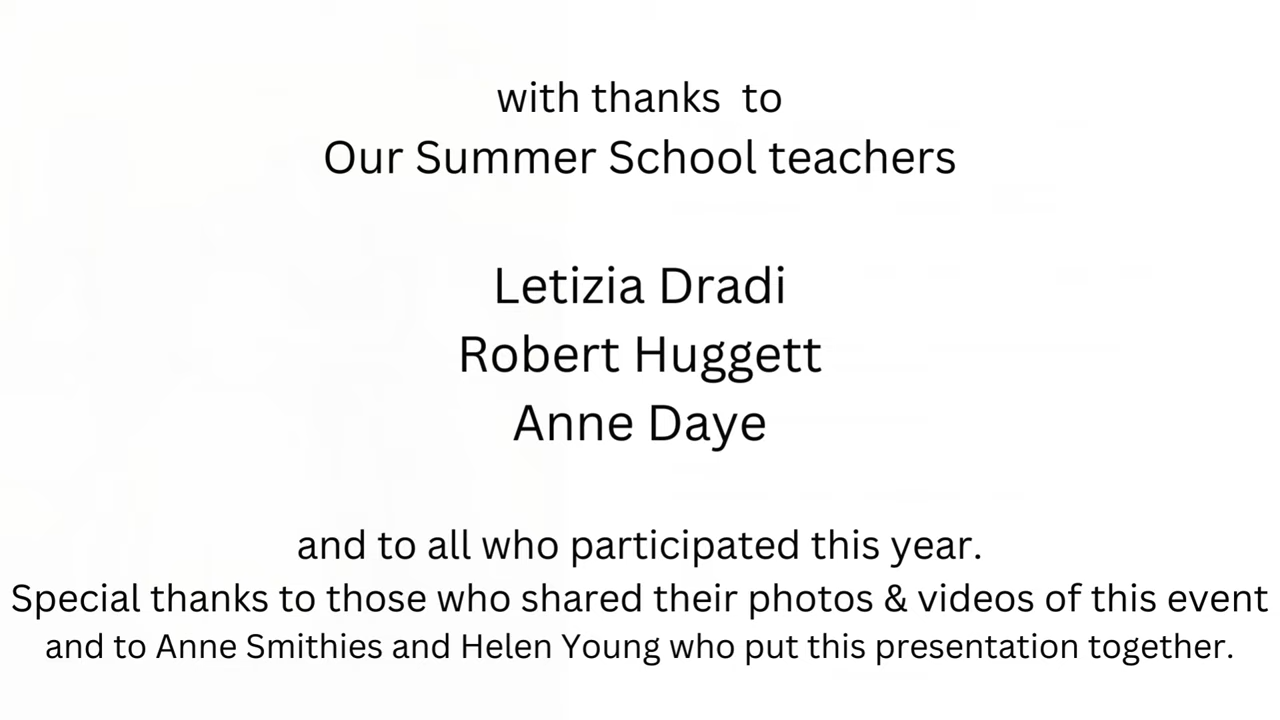 with thanks  to
Our Summer School teachers
Letizia Dradi
Robert Huggett
Anne Daye
and to all who participated this year.
Special thanks to those who shared their photos & videos of this event
and to Anne Smithies and Helen Young who put this presentation together.